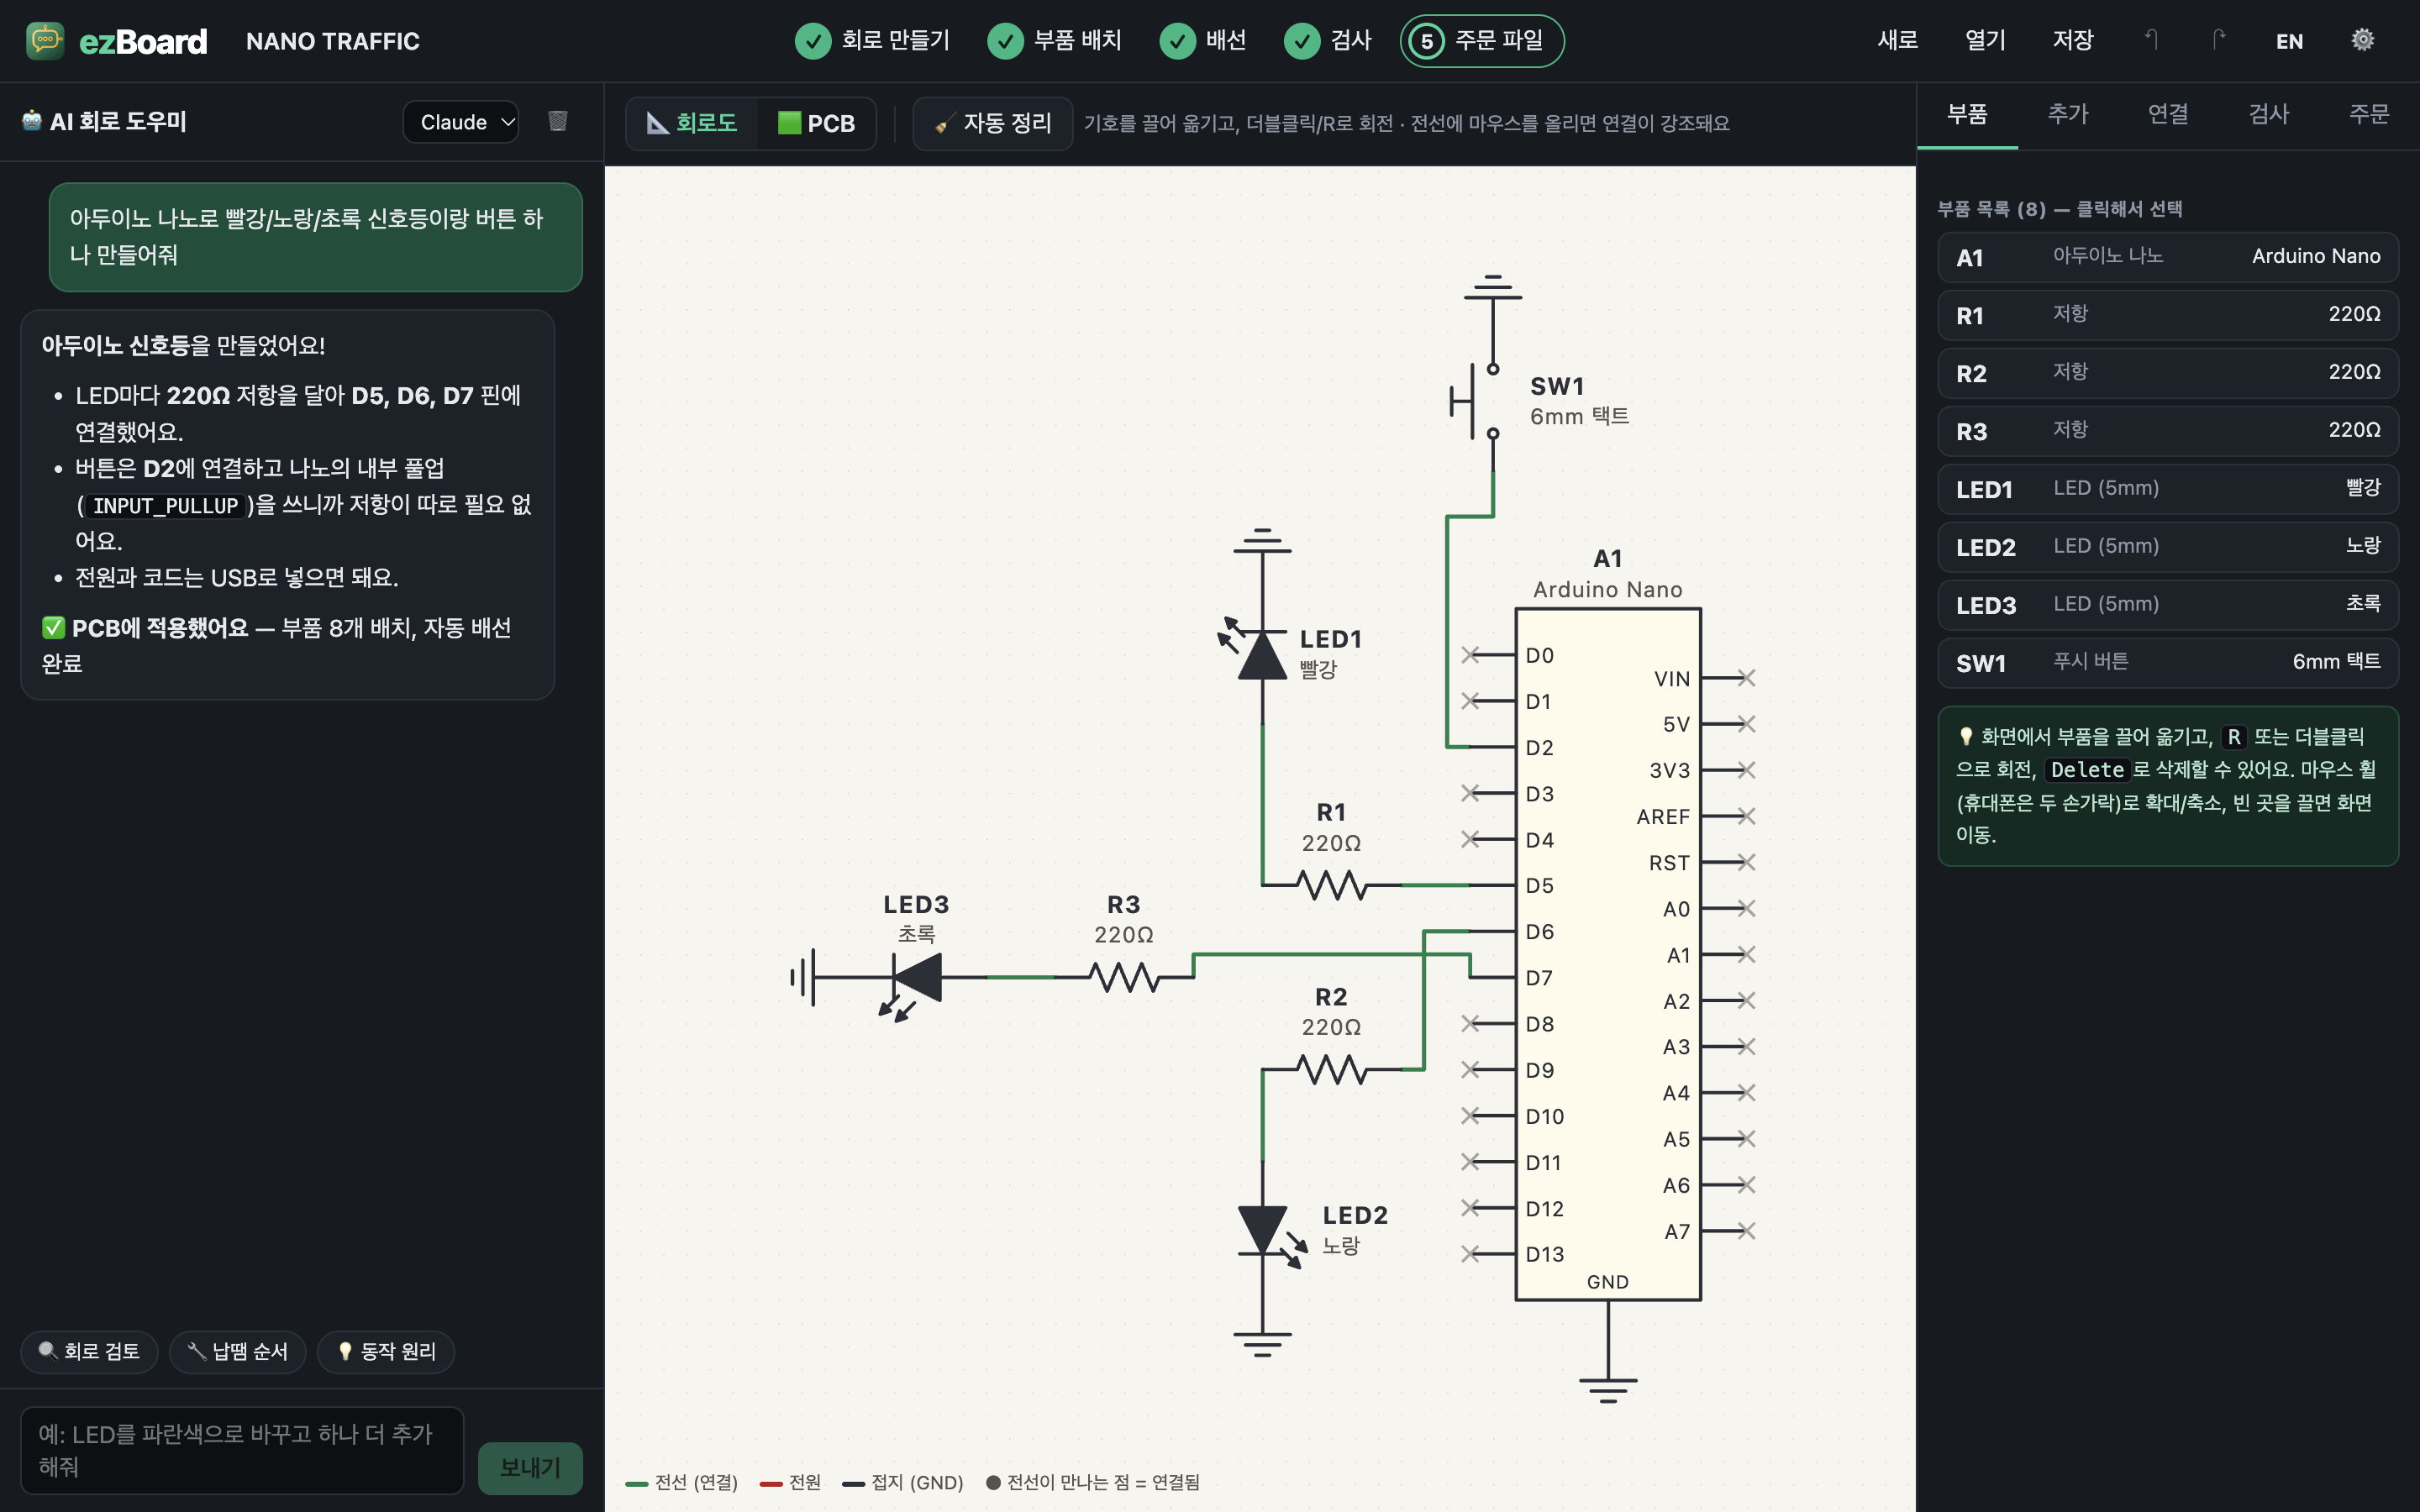 ezBoard
NANO TRAFFIC
회로 만들기
부품 배치
배선
검사
5 주문 파일
새로
열기
저장
EN
AI 회로 도우미
Claude
아두이노 나노로 빨강/노랑/초록 신호등이랑 버튼 하
나 만들어줘
아두이노 신호등을 만들었어요!
• LED마다 220Ω 저항을 달아 D5, D6, D7 핀에
연결했어요.
• 버튼은 D2에 연결하고 나노의 내부 풀업
(INPUT_PULLUP)을 쓰니까 저항이 따로 필요 없
어요.
• 전원과 코드는 USB로 넣으면 돼요.
✅ PCB에 적용했어요 — 부품 8개 배치, 자동 배선
완료
회로 검토
납땜 순서
동작 원리
예: LED를 파란색으로 바꾸고 하나 더 추가
해줘
보내기
회로도
PCB
자동 정리
기호를 끌어 옮기고, 더블클릭/R로 회전 · 전선에 마우스를 올리면 연결이 강조돼요
SW1
6mm 택트
A1
Arduino Nano
LED1
빨강
R1
220Ω
LED3
초록
R3
220Ω
R2
220Ω
LED2
노랑
D0
D1
D2
D3
D4
D5
D6
D7
D8
D9
D10
D11
D12
D13
VIN
5V
3V3
AREF
RST
A0
A1
A2
A3
A4
A5
A6
A7
GND
전선 (연결)
전원
접지 (GND)
전선이 만나는 점 = 연결됨
부품
추가
연결
검사
주문
부품 목록 (8) — 클릭해서 선택
A1 아두이노 나노 Arduino Nano
R1 저항 220Ω
R2 저항 220Ω
R3 저항 220Ω
LED1 LED (5mm) 빨강
LED2 LED (5mm) 노랑
LED3 LED (5mm) 초록
SW1 푸시 버튼 6mm 택트
화면에서 부품을 끌어 옮기고, R 또는 더블클릭
으로 회전, Delete로 삭제할 수 있어요. 마우스 휠
(휴대폰은 두 손가락)로 확대/축소, 빈 곳을 끌면 화면
이동.